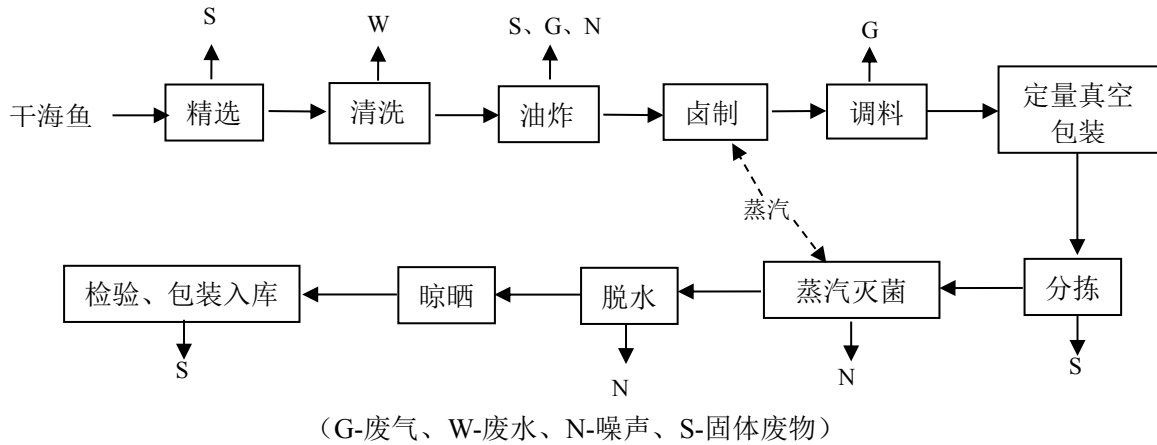 S
W
S、G、N
G
干海鱼
精选
清洗
油炸
卤制
调料
定量真空
包装
蒸汽
检验、包装入库
晾晒
脱水
蒸汽灭菌
分拣
S
N
N
S
（G-废气、W-废水、N-噪声、S-固体废物）